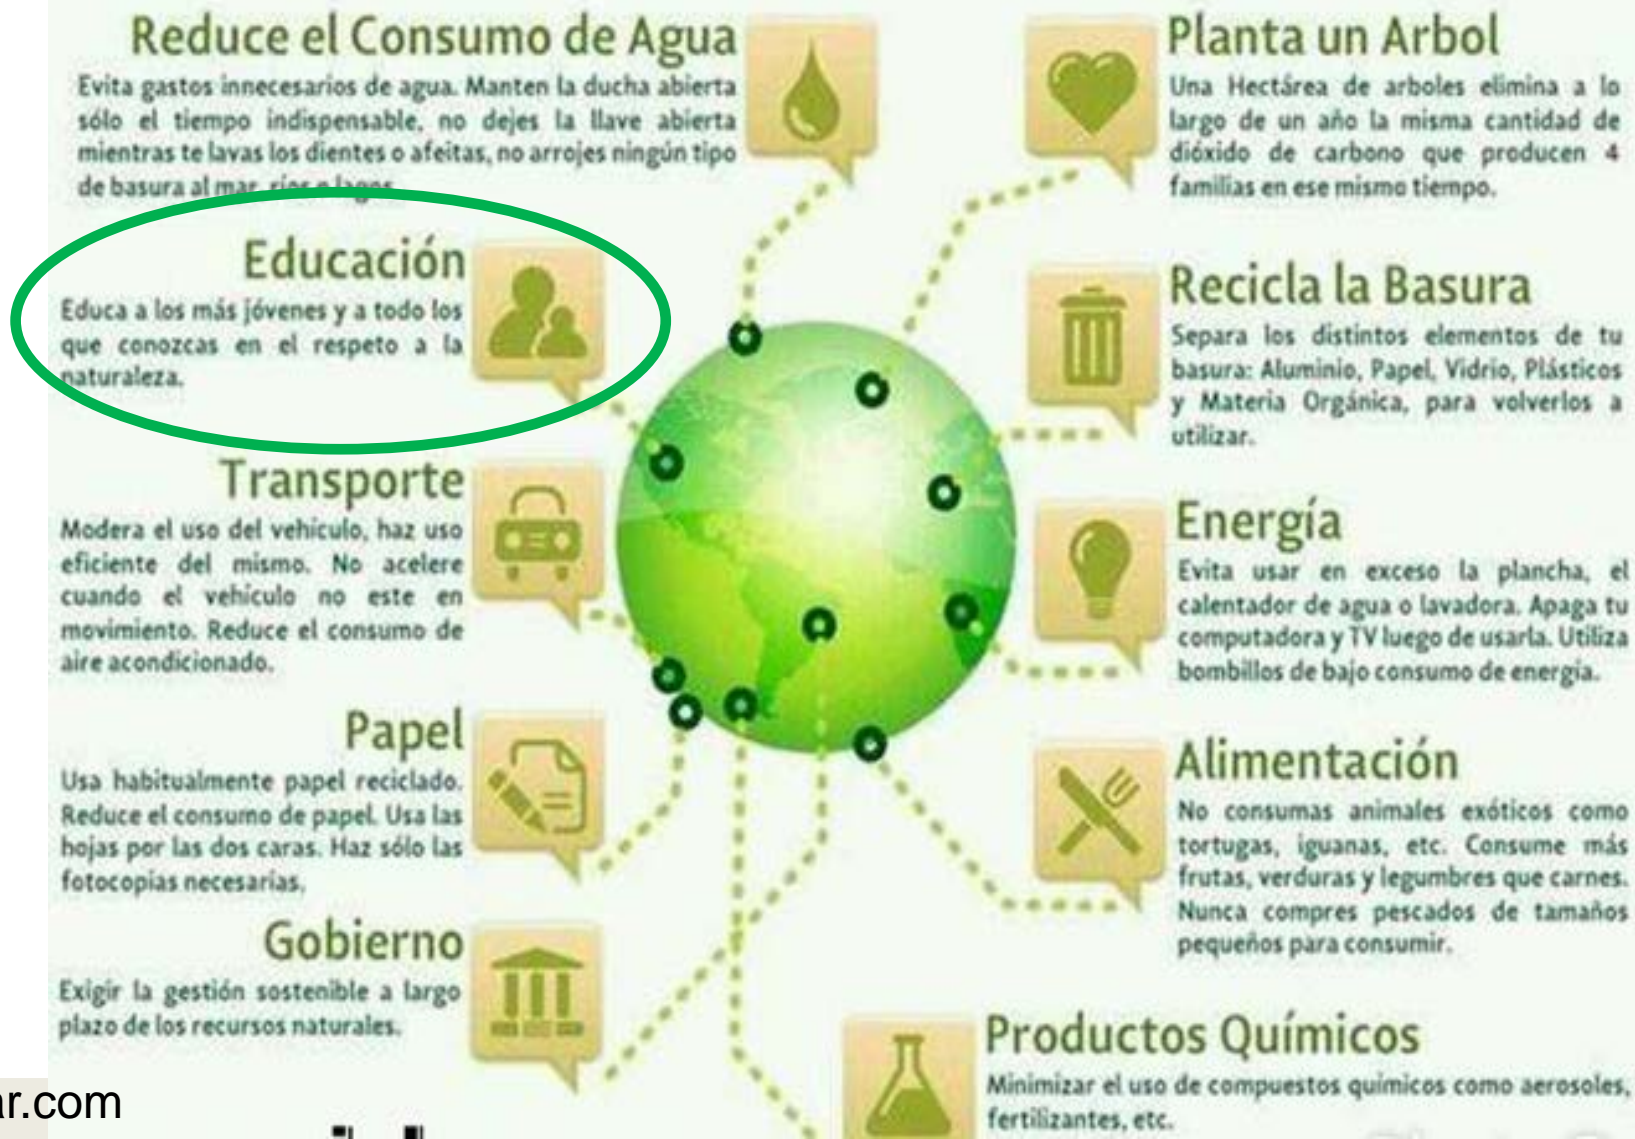 Reduce el Consumo de Agua
Evita gastos innecesarios de agua. Manten la ducha abierta
sólo el tiempo indispensable, no dejes la llave abierta
mientras te lavas los dientes o afeitas, no arrojes ningún tipo
de basura al mar, ríos o lagos.
Educación
Educa a los más jóvenes y a todo los
que conozcas en el respeto a la
naturaleza.
Transporte
Modera el uso del vehículo, haz uso
eficiente del mismo. No acelere
cuando el vehículo no este en
movimiento. Reduce el consumo de
aire acondicionado.
Papel
Usa habitualmente papel reciclado.
Reduce el consumo de papel. Usa las
hojas por las dos caras. Haz sólo las
fotocopias necesarias.
Gobierno
Exigir la gestión sostenible a largo
plazo de los recursos naturales.
Planta un Arbol
Una Hectárea de arboles elimina a lo
largo de un año la misma cantidad de
dióxido de carbono que producen 4
familias en ese mismo tiempo.
Recicla la Basura
Separa los distintos elementos de tu
basura: Aluminio, Papel, Vidrio, Plásticos
y Materia Orgánica, para volverlos a
utilizar.
Energía
Evita usar en exceso la plancha, el
calentador de agua o lavadora. Apaga tu
computadora y TV luego de usarla. Utiliza
bombillos de bajo consumo de energía.
Alimentación
No consumas animales exóticos como
tortugas, iguanas, etc. Consume más
frutas, verduras y legumbres que carnes.
Nunca compres pescados de tamaños
pequeños para consumir.
Productos Químicos
Minimizar el uso de compuestos químicos como aerosoles,
fertilizantes, etc.
ar.com